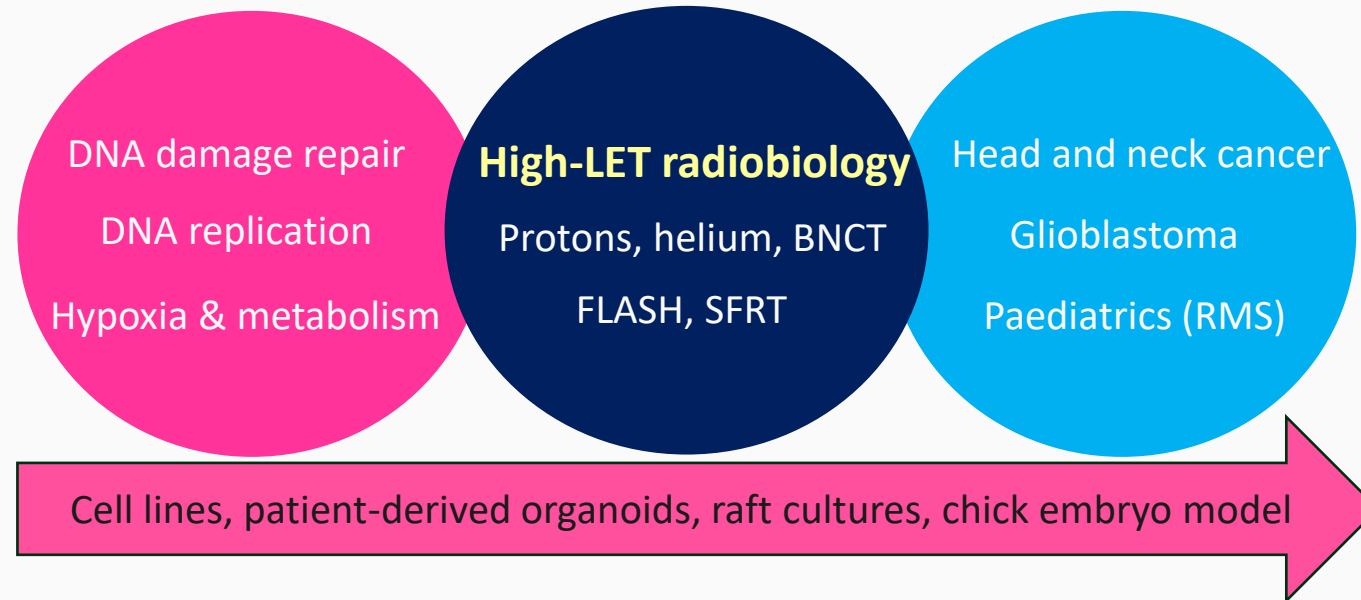 DNA damage repair
DNA replication
Hypoxia & metabolism
High-LET radiobiology
Protons, helium, BNCT
FLASH, SFRT
Head and neck cancer
Glioblastoma
Paediatrics (RMS)
Cell lines, patient-derived organoids, raft cultures, chick embryo model